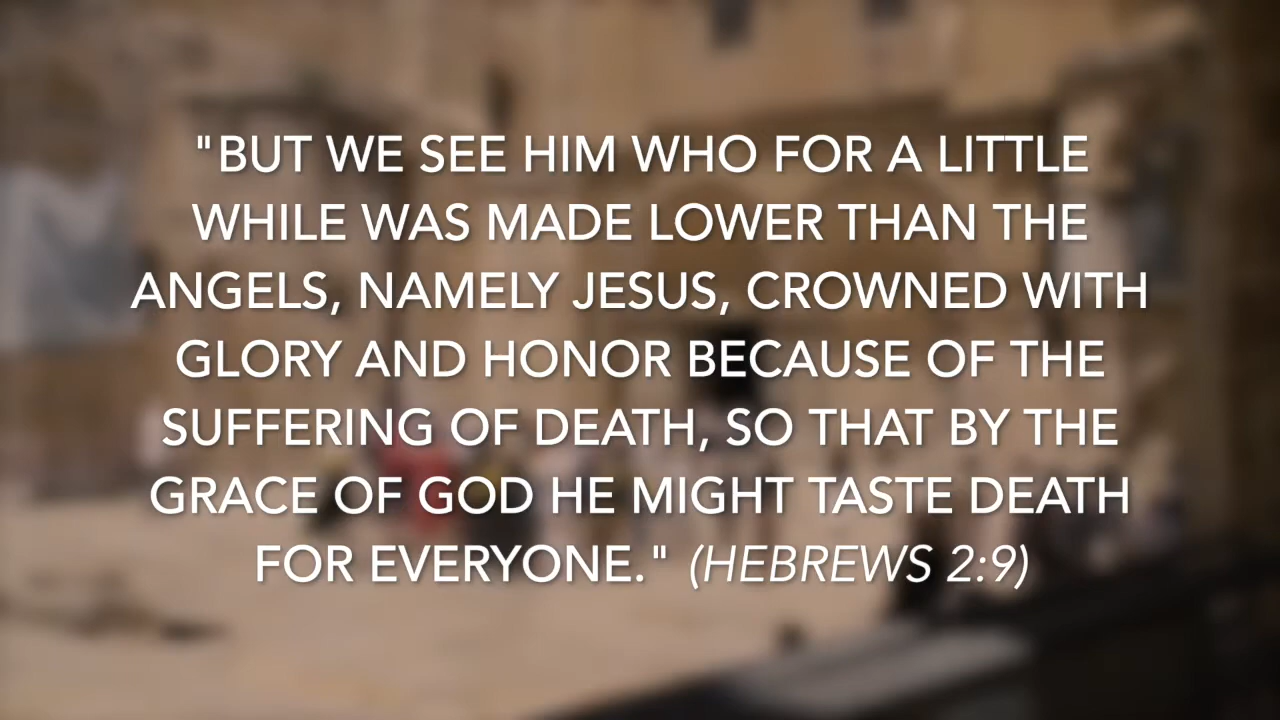 "BUT WE SEE HIM WHO FOR A LITTLE
WHILE WAS MADE LOWER THAN THE
ANGELS, NAMELY JESUS, CROWNED WITH
GLORY AND HONOR BECAUSE OF THE
SUFFERING OF DEATH, SO THAT BY THE
GRACE OF GOD HE MIGHT TASTE DEATH
FOR EVERYONE." (HEBREWS 2:9)